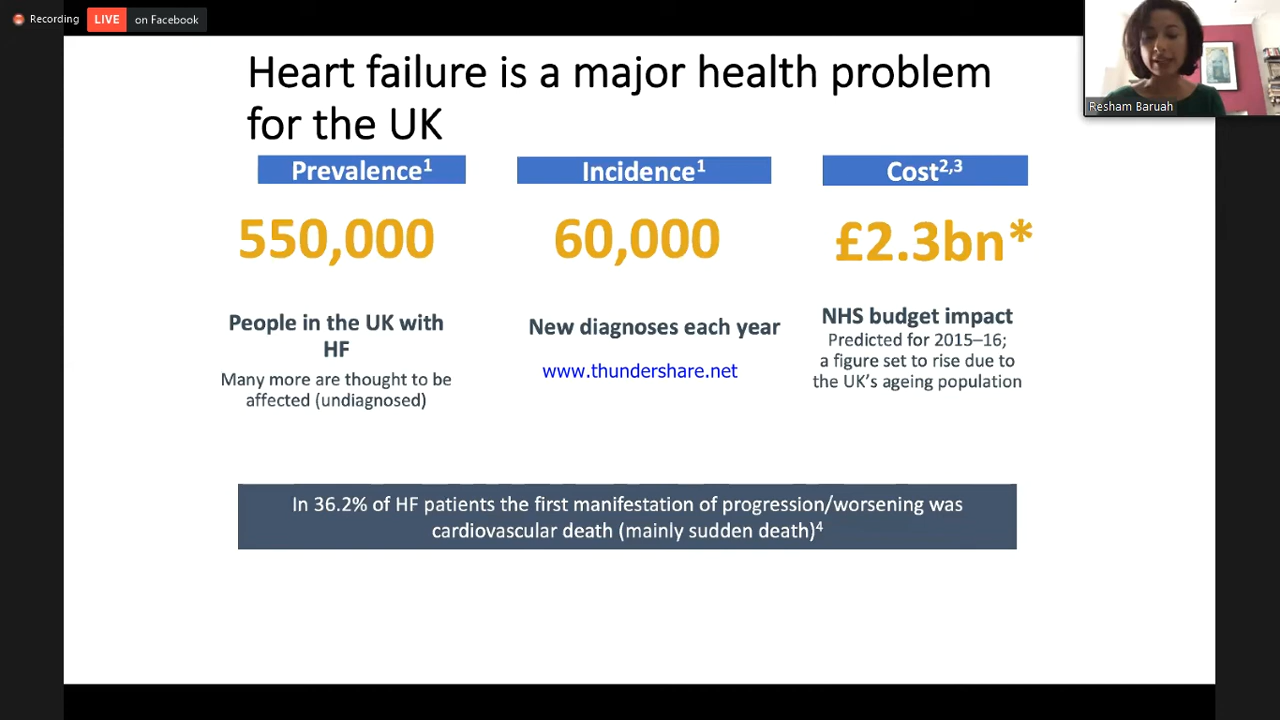 Recording
LIVE on Facebook
Resham Baruah
Heart failure is a major health problem
for the UK
Prevalence1
550,000
People in the UK with
HF
Many more are thought to be
affected (undiagnosed)
Incidence1
60,000
New diagnoses each year
www.thundershare.net
Cost2,3
£2.3bn*
NHS budget impact
Predicted for 2015–16;
a figure set to rise due to
the UK’s ageing population
In 36.2% of HF patients the first manifestation of progression/worsening was
cardiovascular death (mainly sudden death)4